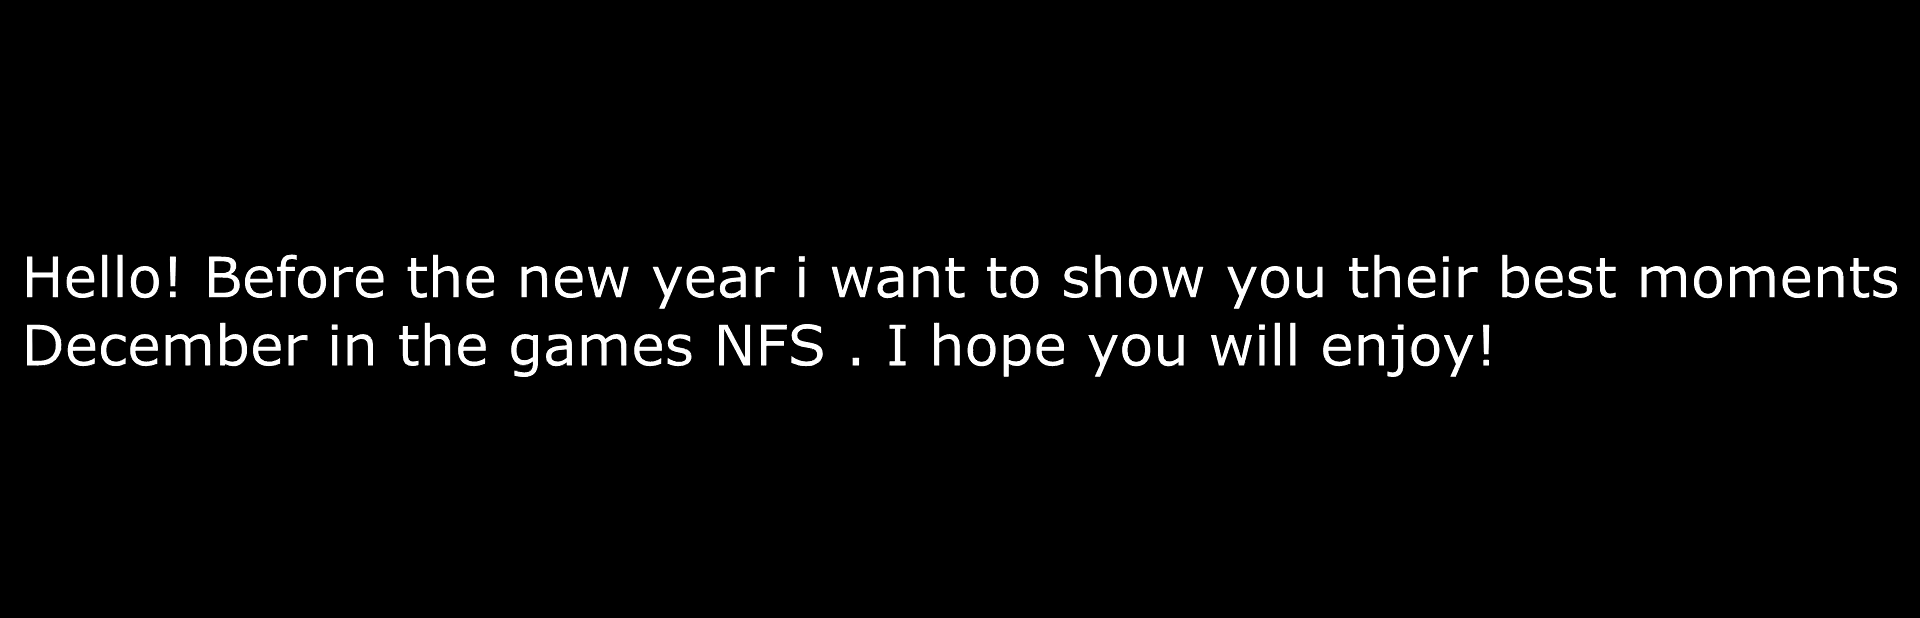 Hello! Before the new year i want to show you their best moments
December in the games NFS . I hope you will enjoy!